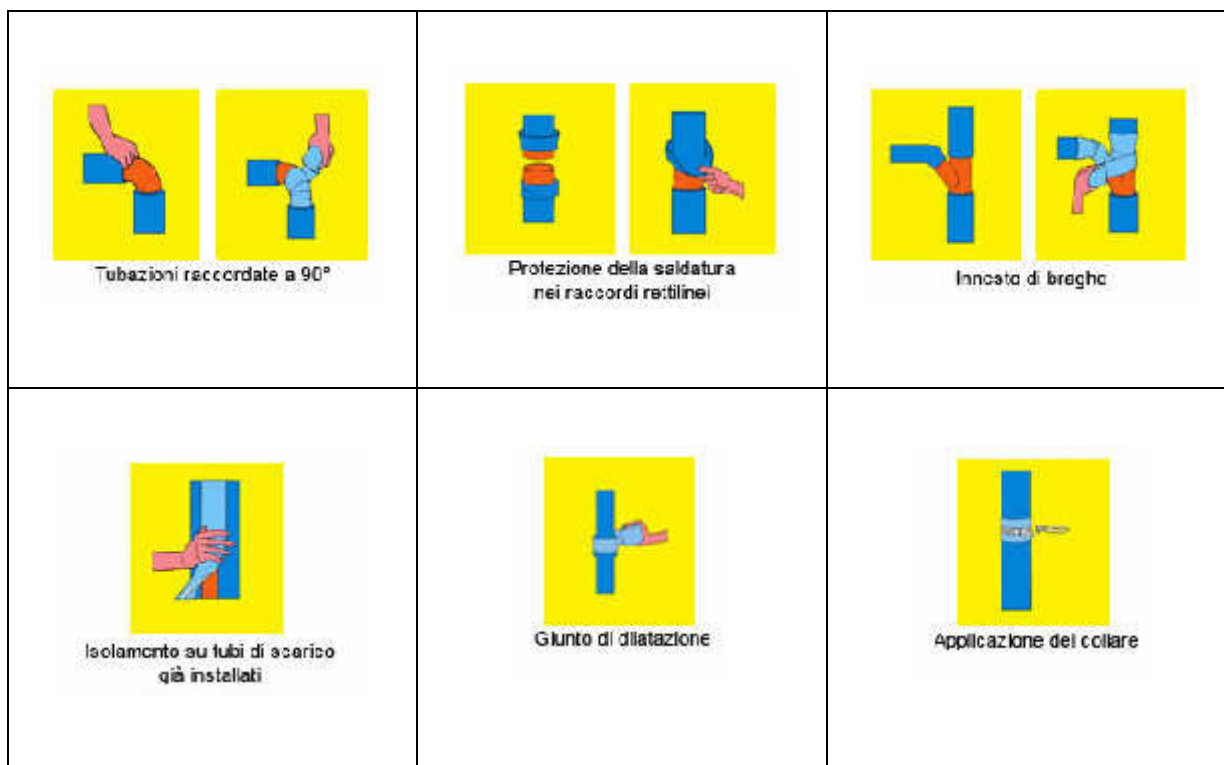 Tubazioni raccordate a 90°
Protezione della saldatura
nei raccordi rettilinei
Innesto di braghe
Isolamento su tubi di scarico
già installati
Giunto di dilatazione
Applicazione del collare